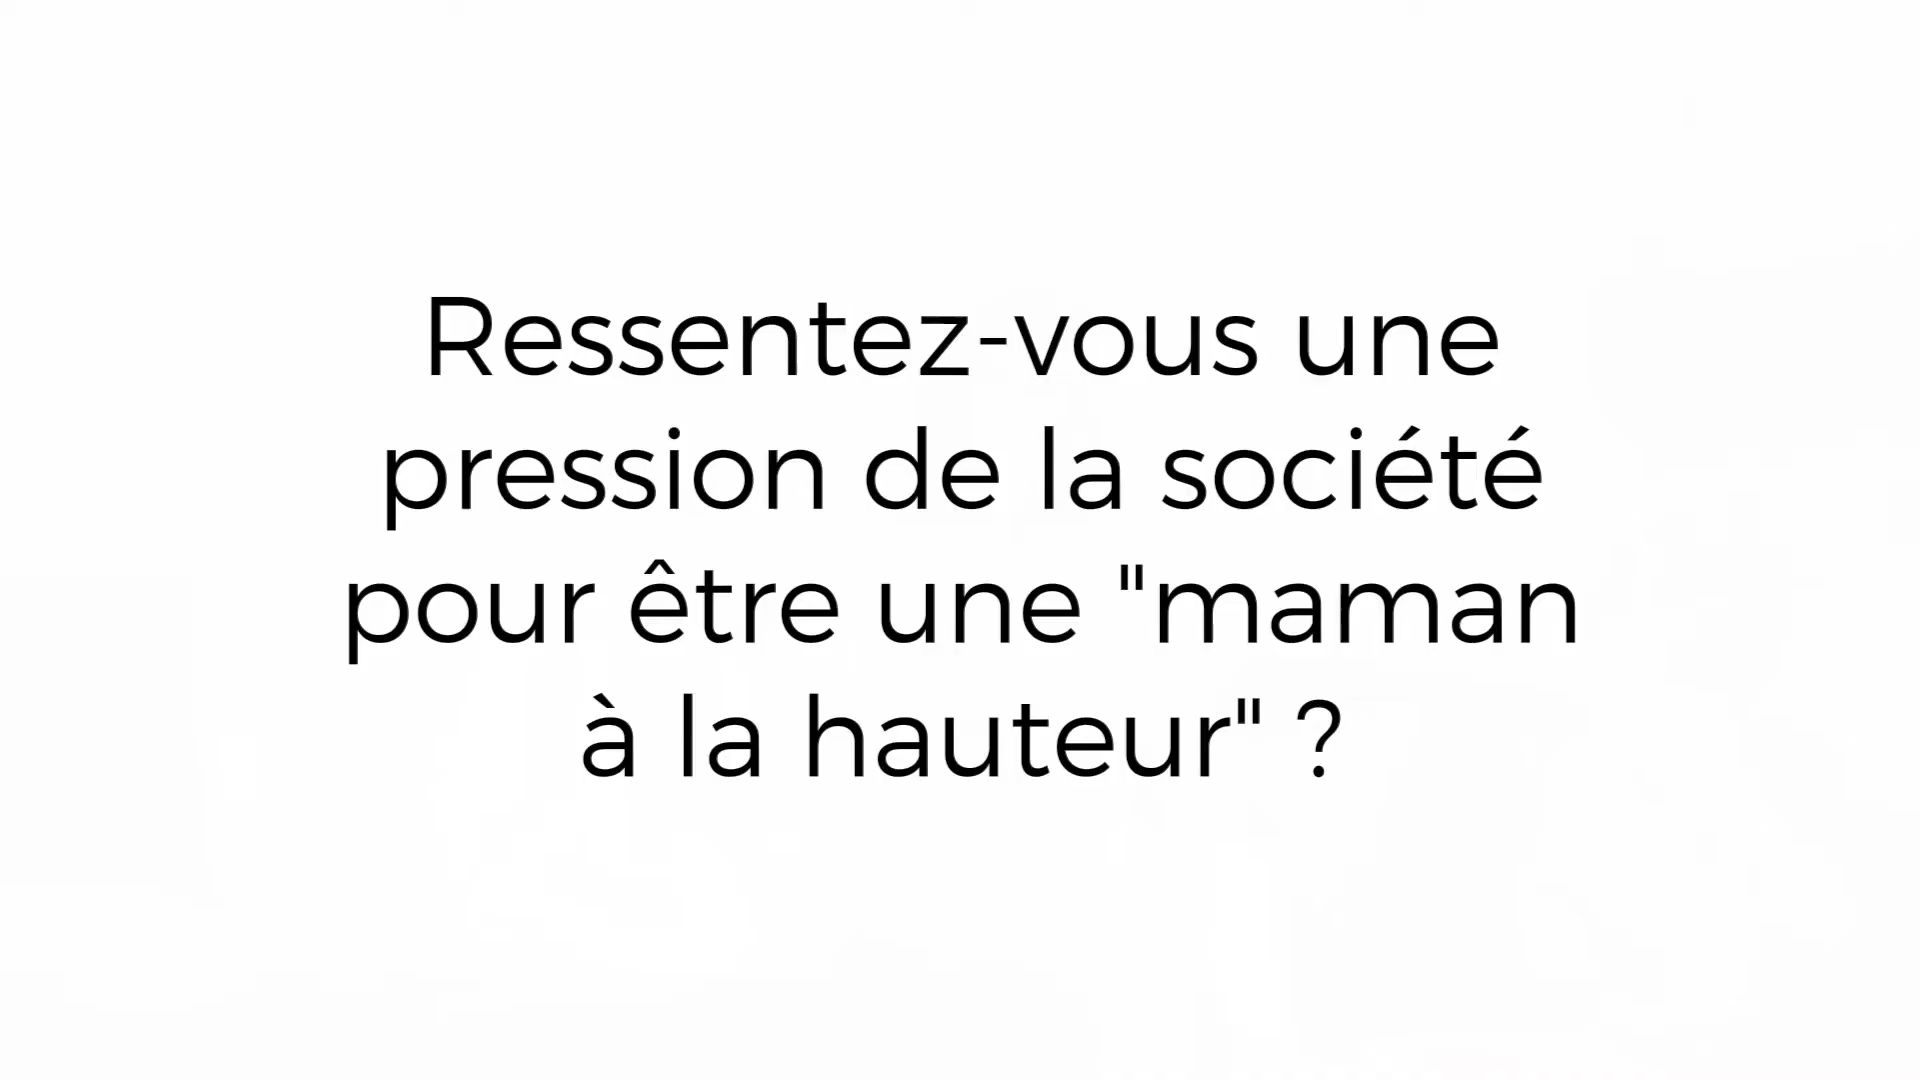 Ressentez-vous une
pression de la société
pour être une "maman
à la hauteur" ?